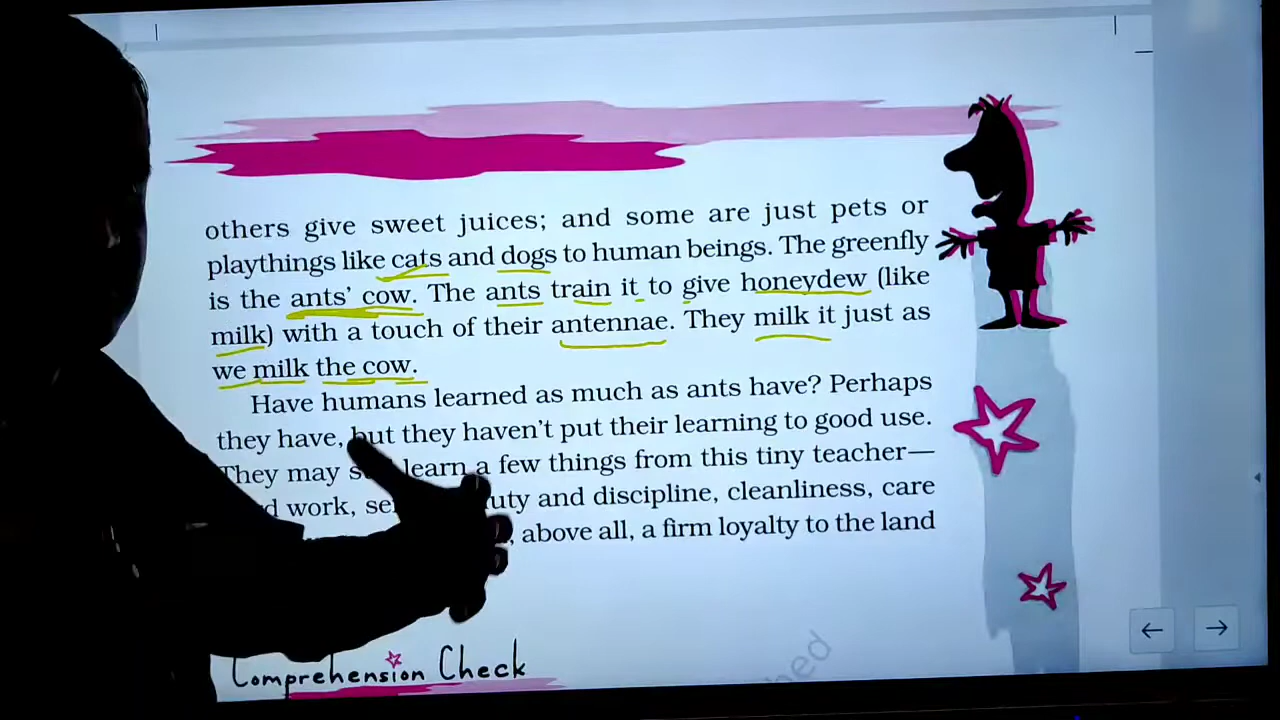 others give sweet juices; and some are just pets or
playthings like cats and dogs to human beings. The greenfly
is the ants' cow. The ants train it to give honeydew (like
milk) with a touch of their antennae. They milk it just as
we milk the cow.
Have humans learned as much as ants have? Perhaps
they have, but they haven't put their learning to good use.
They may learn a few things from this tiny teacher—
work, and discipline, cleanliness, care
, above all, a firm loyalty to the land
Comprehension Check